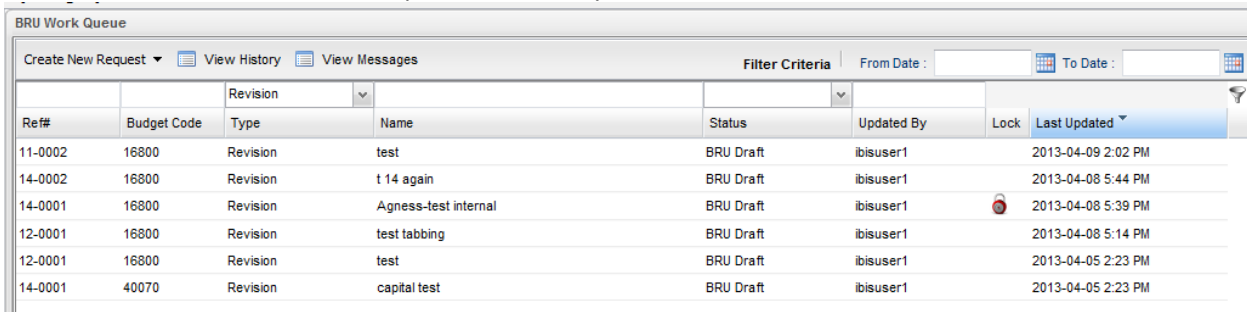 BRU Work Queue
Create New Request View History View Messages Filter Criteria From Date : To Date :
Revision
Ref# Budget Code Type Name Status Updated By Lock Last Updated
11-0002 16800 Revision test BRU Draft ibisuser1 2013-04-09 2:02 PM
14-0002 16800 Revision t 14 again BRU Draft ibisuser1 2013-04-08 5:44 PM
14-0001 16800 Revision Agness-test internal BRU Draft ibisuser1 2013-04-08 5:39 PM
12-0001 16800 Revision test tabbing BRU Draft ibisuser1 2013-04-08 5:14 PM
12-0001 16800 Revision test BRU Draft ibisuser1 2013-04-05 2:23 PM
14-0001 40070 Revision capital test BRU Draft ibisuser1 2013-04-05 2:23 PM